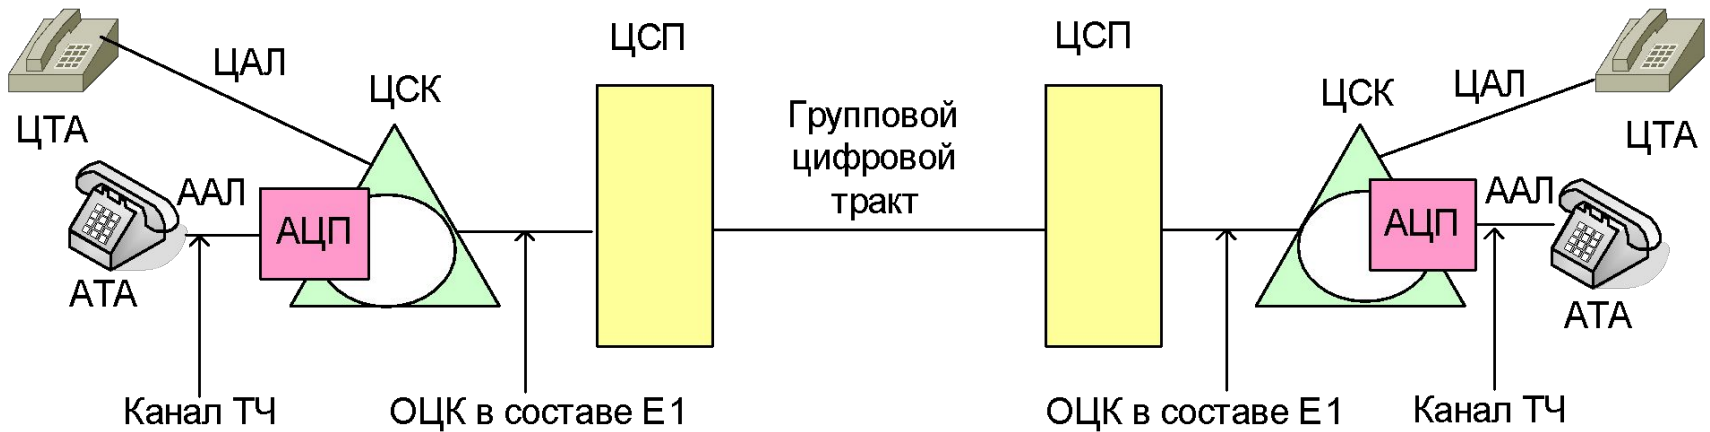 ЦСП
ЦСП
ЦАЛ
ЦСК
ЦСК
ЦАЛ
ЦТА
ЦТА
Групповой
цифровой
тракт
ААЛ
ААЛ
АЦП
АЦП
АТА
АТА
Канал ТЧ
ОЦК в составе Е1
ОЦК в составе Е1
Канал ТЧ